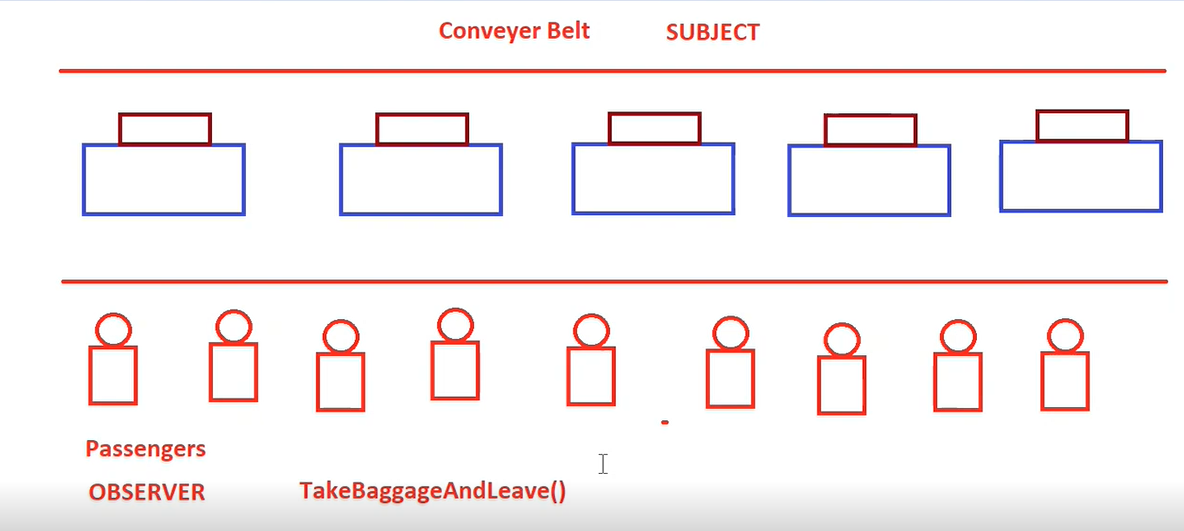 Conveyer Belt SUBJECT
Passengers
OBSERVER TakeBaggageAndLeave()